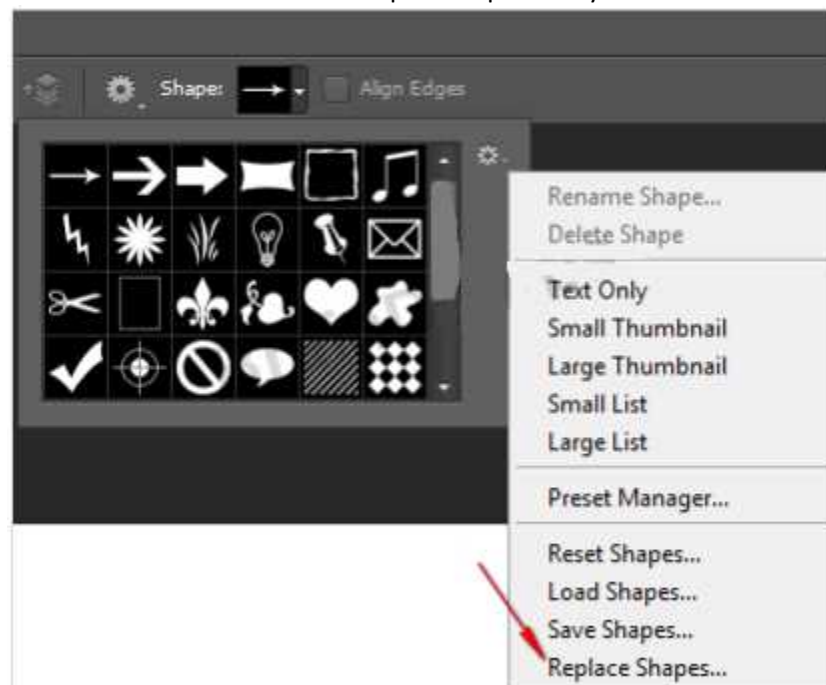 Shape:
Align Edges
Rename Shape...
Delete Shape
Text Only
Small Thumbnail
Large Thumbnail
Small List
Large List
Preset Manager...
Reset Shapes...
Load Shapes...
Save Shapes...
Replace Shapes...